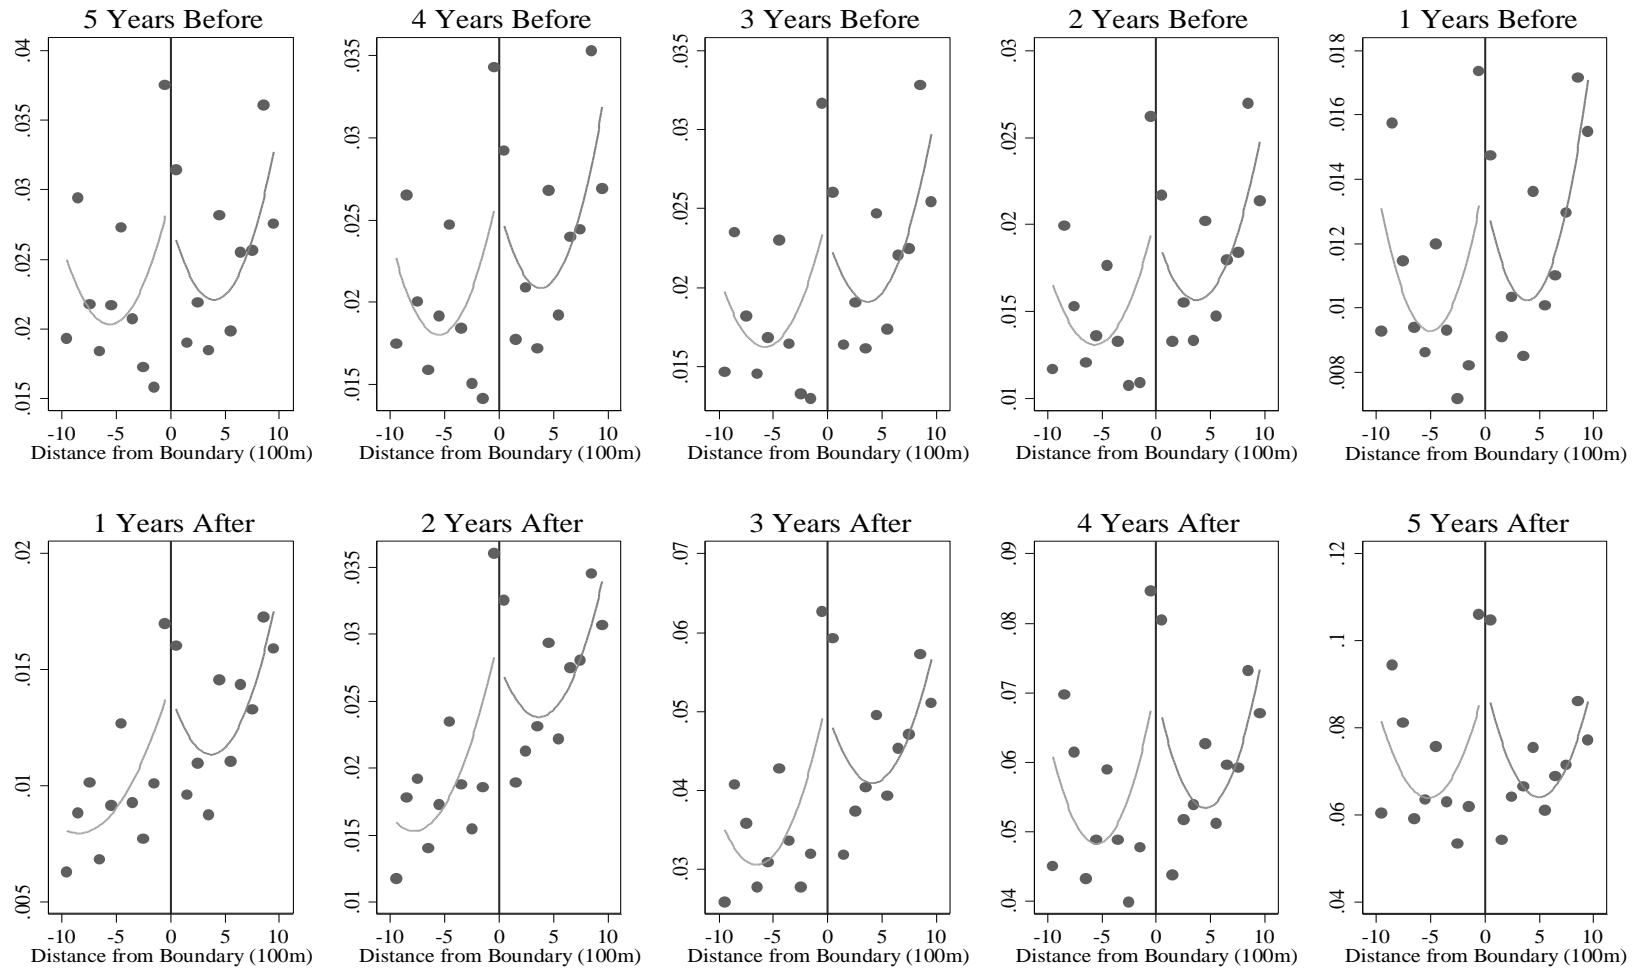 5 Years Before
.04
.035
.03
.025
.02
.015
-10 -5 0 5 10
Distance from Boundary (100m)
4 Years Before
.035
.03
.025
.02
.015
-10 -5 0 5 10
Distance from Boundary (100m)
3 Years Before
.035
.03
.025
.02
.015
-10 -5 0 5 10
Distance from Boundary (100m)
2 Years Before
.03
.025
.02
.015
.01
-10 -5 0 5 10
Distance from Boundary (100m)
1 Years Before
.018
.016
.014
.012
.01
.008
-10 -5 0 5 10
Distance from Boundary (100m)
1 Years After
.02
.015
.01
.005
-10 -5 0 5 10
Distance from Boundary (100m)
2 Years After
.035
.03
.025
.02
.015
.01
-10 -5 0 5 10
Distance from Boundary (100m)
3 Years After
.07
.06
.05
.04
.03
-10 -5 0 5 10
Distance from Boundary (100m)
4 Years After
.09
.08
.07
.06
.05
.04
-10 -5 0 5 10
Distance from Boundary (100m)
5 Years After
.12
.1
.08
.06
.04
-10 -5 0 5 10
Distance from Boundary (100m)